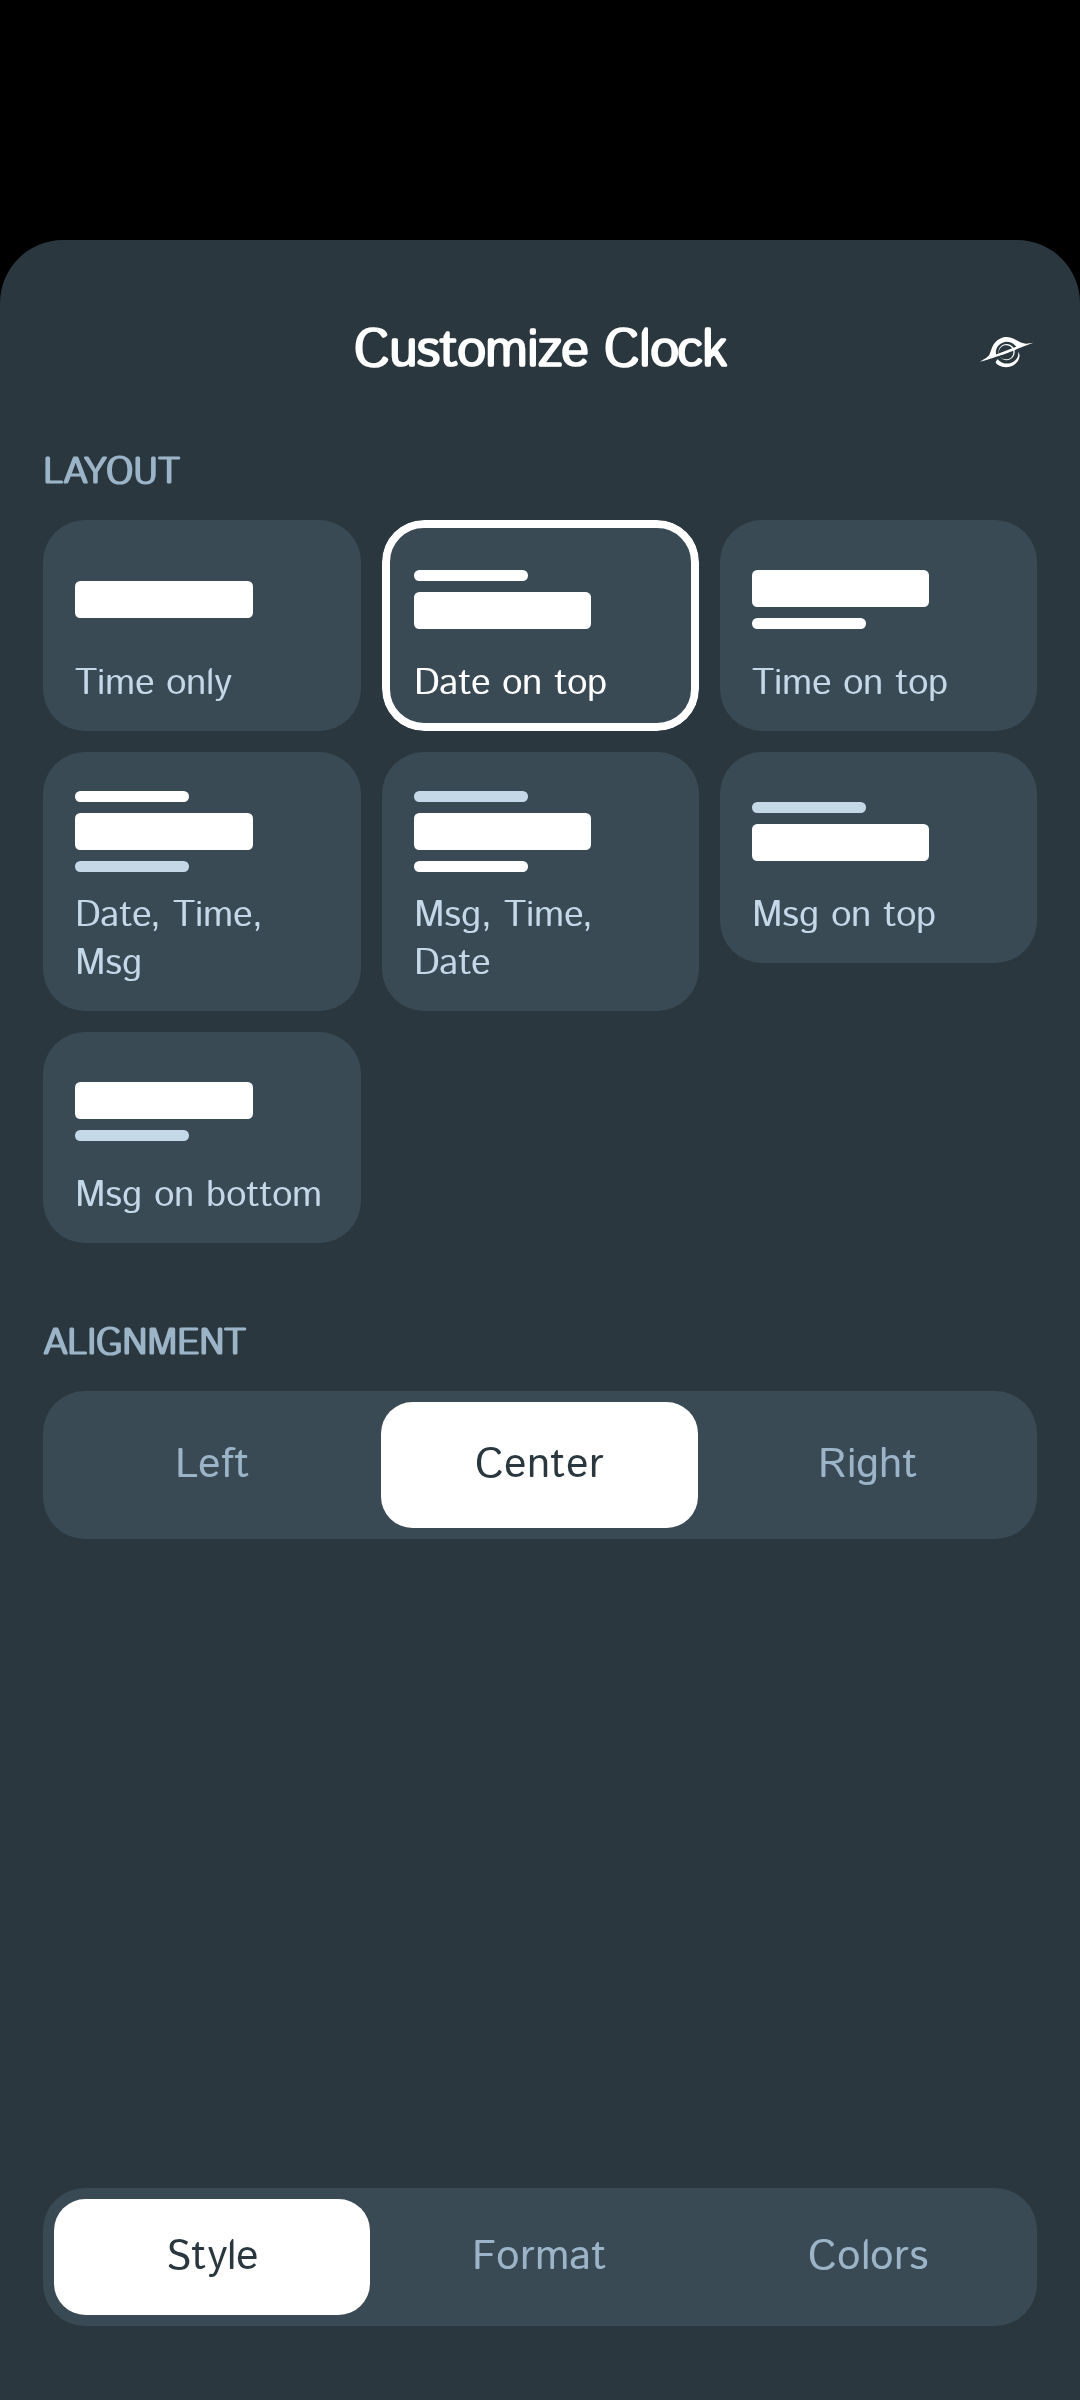 Customize Clock
LAYOUT
Time only
Date on top
Time on top
Date, Time,
Msg
Msg, Time,
Date
Msg on top
Msg on bottom
ALIGNMENT
Left
Center
Right
Style
Format
Colors